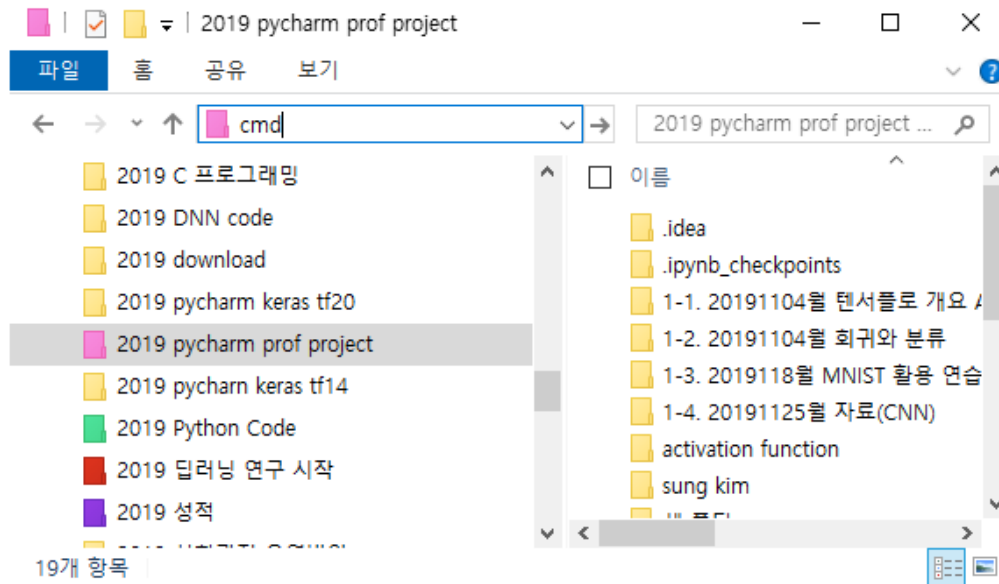 2019 pycharm prof project
파일 홈 공유 보기
cmd
2019 pycharm prof project ...
2019 C 프로그래밍
2019 DNN code
2019 download
2019 pycharm keras tf20
2019 pycharm prof project
2019 pycharn keras tf14
2019 Python Code
2019 딥러닝 연구 시작
2019 성적
이름
.idea
.ipynb_checkpoints
1-1. 20191104월 텐서플로 개요
1-2. 20191104월 회귀와 분류
1-3. 2019118월 MNIST 활용 연습
1-4. 20191125월 자료(CNN)
activation function
sung kim
19개 항목